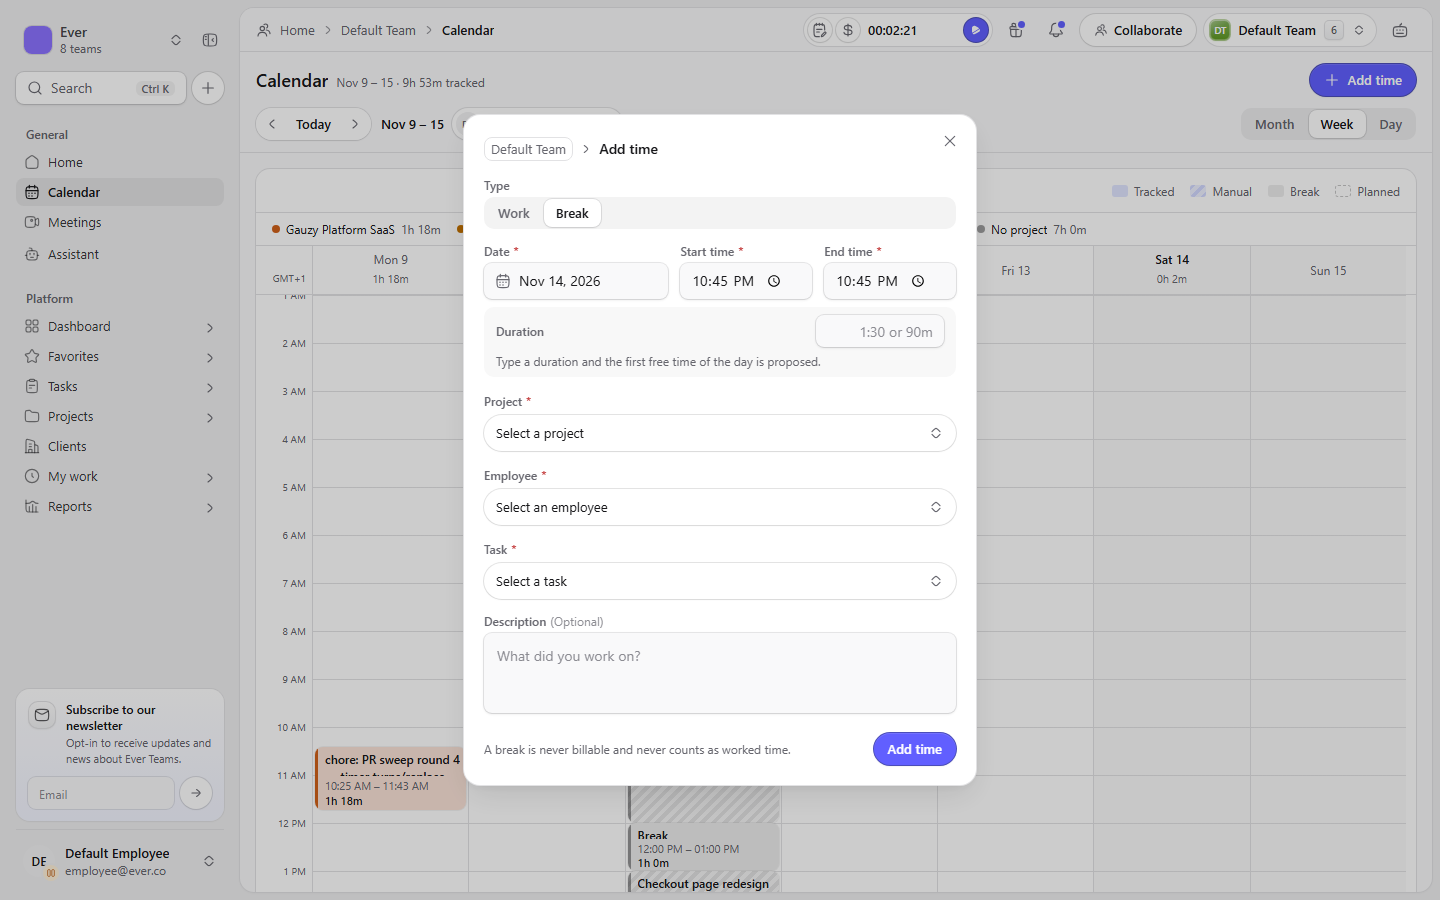 Ever
8 teams
Search
Ctrl K
General
Home
Calendar
Meetings
Assistant
Platform
Dashboard
Favorites
Tasks
Projects
Clients
My work
Reports
Subscribe to our newsletter
Opt-in to receive updates and news about Ever Teams.
Email
DE
Default Employee
employee@ever.co
Home
Default Team
Calendar
$
00:02:21
Collaborate
DT
Default Team
6
Calendar
Nov 9 – 15 · 9h 53m tracked
Add time
Today
Nov 9 – 15
Month
Week
Day
Tracked
Manual
Break
Planned
Gauzy Platform SaaS 1h 18m
No project 7h 0m
GMT+1
Mon 9
1h 18m
Fri 13
Sat 14
0h 2m
Sun 15
1 AM
2 AM
3 AM
4 AM
5 AM
6 AM
7 AM
8 AM
9 AM
10 AM
11 AM
12 PM
1 PM
chore: PR sweep round 4
10:25 AM – 11:43 AM
1h 18m
Break
12:00 PM – 01:00 PM
1h 0m
Checkout page redesign
Default Team
Add time
Type
Work
Break
Date *
Start time *
End time *
Nov 14, 2026
10:45 PM
10:45 PM
Duration
1:30 or 90m
Type a duration and the first free time of the day is proposed.
Project *
Select a project
Employee *
Select an employee
Task *
Select a task
Description (Optional)
What did you work on?
A break is never billable and never counts as worked time.
Add time